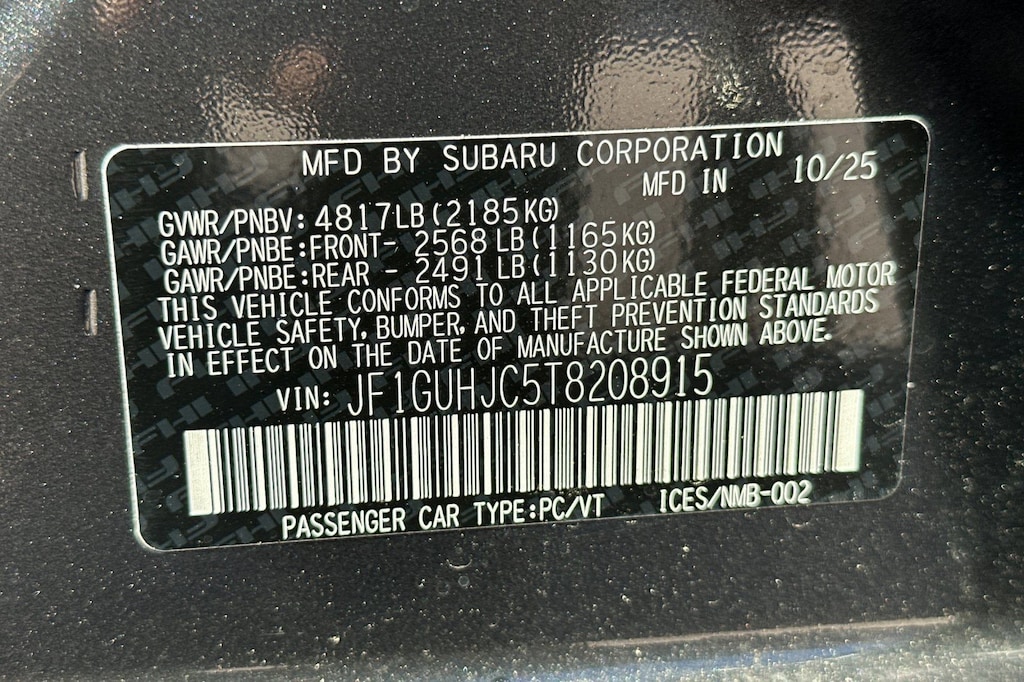 MFD BY SUBARU CORPORATION
MFD IN 10/25
GVWR/PNBV: 4817LB (2185KG)
GAWR/PNBE:FRONT- 2568 LB (1165KG)
GAWR/PNBE:REAR - 2491 LB (1130KG)
THIS VEHICLE CONFORMS TO ALL APPLICABLE FEDERAL MOTOR
VEHICLE SAFETY, BUMPER, AND THEFT PREVENTION STANDARDS
IN EFFECT ON THE DATE OF MANUFACTURE SHOWN ABOVE.
VIN: JF1GUHJC5T8208915
PASSENGER CAR TYPE:PC/VT ICES/NMB-002